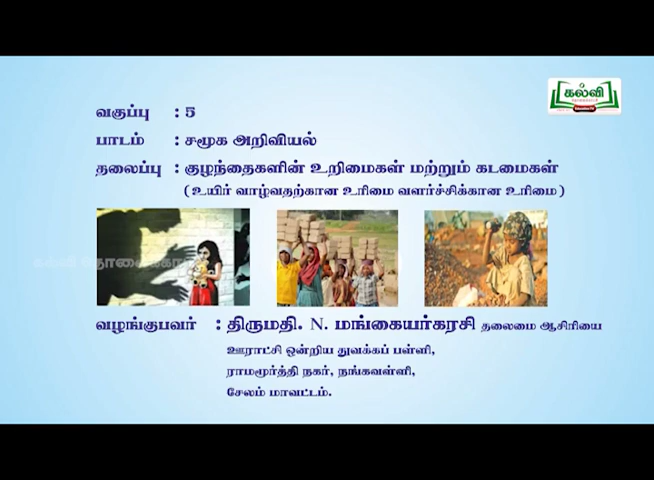 கல்வி
வகுப்பு : 5
பாடம் : சமூக அறிவியல்
தலைப்பு : குழந்தைகளின் உறிமைகள் மற்றும் கடமைகள்
( உயிர் வாழ்வதற்கான உரிமை வளர்ச்சிக்கான உரிமை )
வழங்குபவர் : திருமதி. N. மங்கையர்கரசி தலைமை ஆசிரியை
ஊராட்சி ஒன்றிய துவக்கப் பள்ளி,
ராமமூர்த்தி நகர், நங்கவள்ளி,
சேலம் மாவட்டம்.